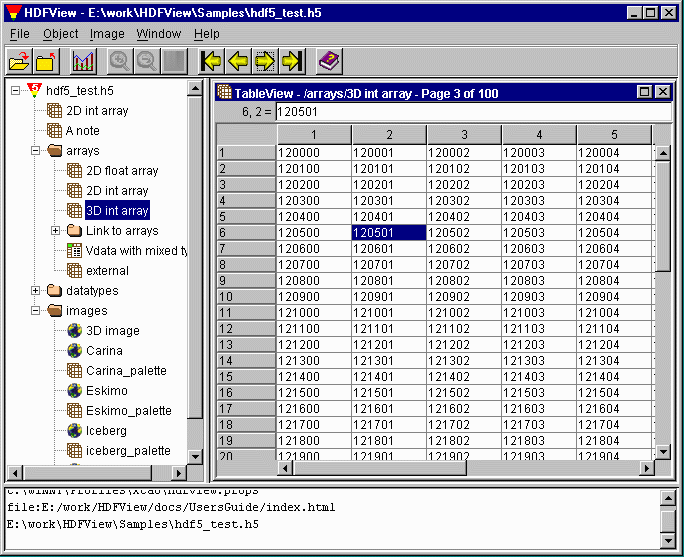 HDFView - E:\work\HDFView\Samples\hdf5_test.h5
File Object Image Window Help
hdf5_test.h5
2D int array
A note
arrays
2D float array
2D int array
3D int array
Link to arrays
Vdata with mixed ty
external
datatypes
images
3D image
Carina
Carina_palette
Eskimo
Eskimo_palette
Iceberg
iceberg_palette
TableView - /arrays/3D int array - Page 3 of 100
6, 2 = 120501
1 2 3 4 5
1 120000 120001 120002 120003 120004
2 120100 120101 120102 120103 120104
3 120200 120201 120202 120203 120204
4 120300 120301 120302 120303 120304
5 120400 120401 120402 120403 120404
6 120500 120501 120502 120503 120504
7 120600 120601 120602 120603 120604
8 120700 120701 120702 120703 120704
9 120800 120801 120802 120803 120804
10 120900 120901 120902 120903 120904
11 121000 121001 121002 121003 121004
12 121100 121101 121102 121103 121104
13 121200 121201 121202 121203 121204
14 121300 121301 121302 121303 121304
15 121400 121401 121402 121403 121404
16 121500 121501 121502 121503 121504
17 121600 121601 121602 121603 121604
18 121700 121701 121702 121703 121704
19 121800 121801 121802 121803 121804
20 121900 121901 121902 121903 121904
C:\WINNT\Profiles\xcao\hdfview.props
file:E:/work/HDFView/docs/UsersGuide/index.html
E:\work\HDFView\Samples\hdf5_test.h5